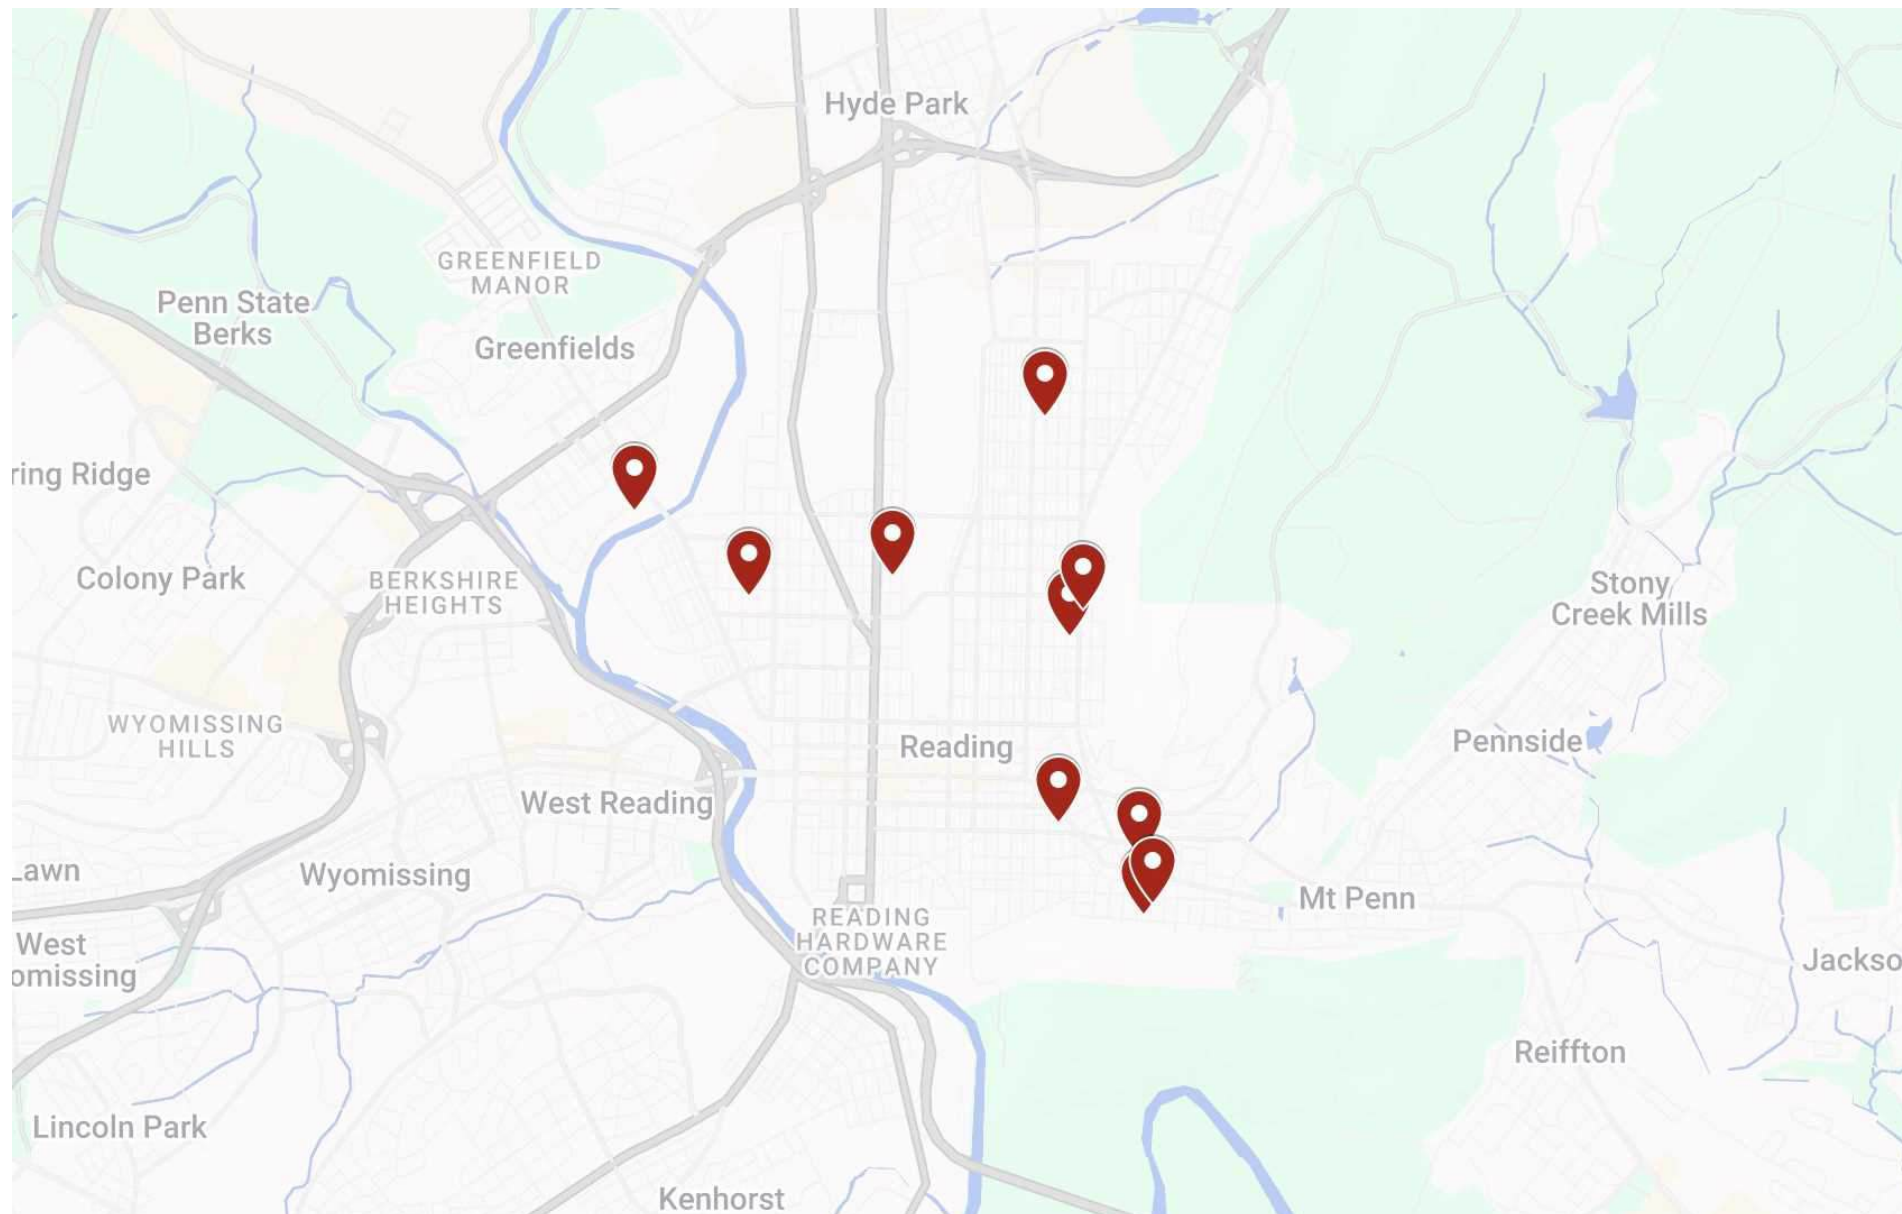 Hyde Park
GREENFIELD
MANOR
Penn State
Berks
Greenfields
ring Ridge
Colony Park
BERKSHIRE
HEIGHTS
Stony
Creek Mills
WYOMISSING
HILLS
Reading
Pennside
West Reading
Lawn
Wyomissing
Mt Penn
READING
HARDWARE
COMPANY
West
omissing
Jackso
Reiffton
Lincoln Park
Kenhorst